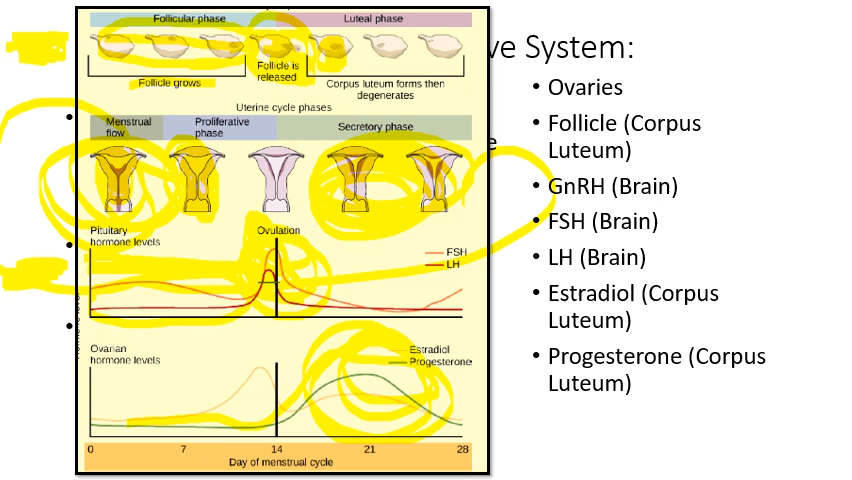 Follicular phase
Luteal phase
Follicle grows
Follicle is
released
Corpus luteum forms then
degenerates
Uterine cycle phases
Menstrual
flow
Proliferative
phase
Secretory phase
Pituitary
hormone levels
Ovulation
FSH
LH
Ovarian
hormone levels
Estradiol
Progesterone
0 7 14 21 28
Day of menstrual cycle
ve System:
• Ovaries
• Follicle (Corpus
Luteum)
• GnRH (Brain)
• FSH (Brain)
• LH (Brain)
• Estradiol (Corpus
Luteum)
• Progesterone (Corpus
Luteum)